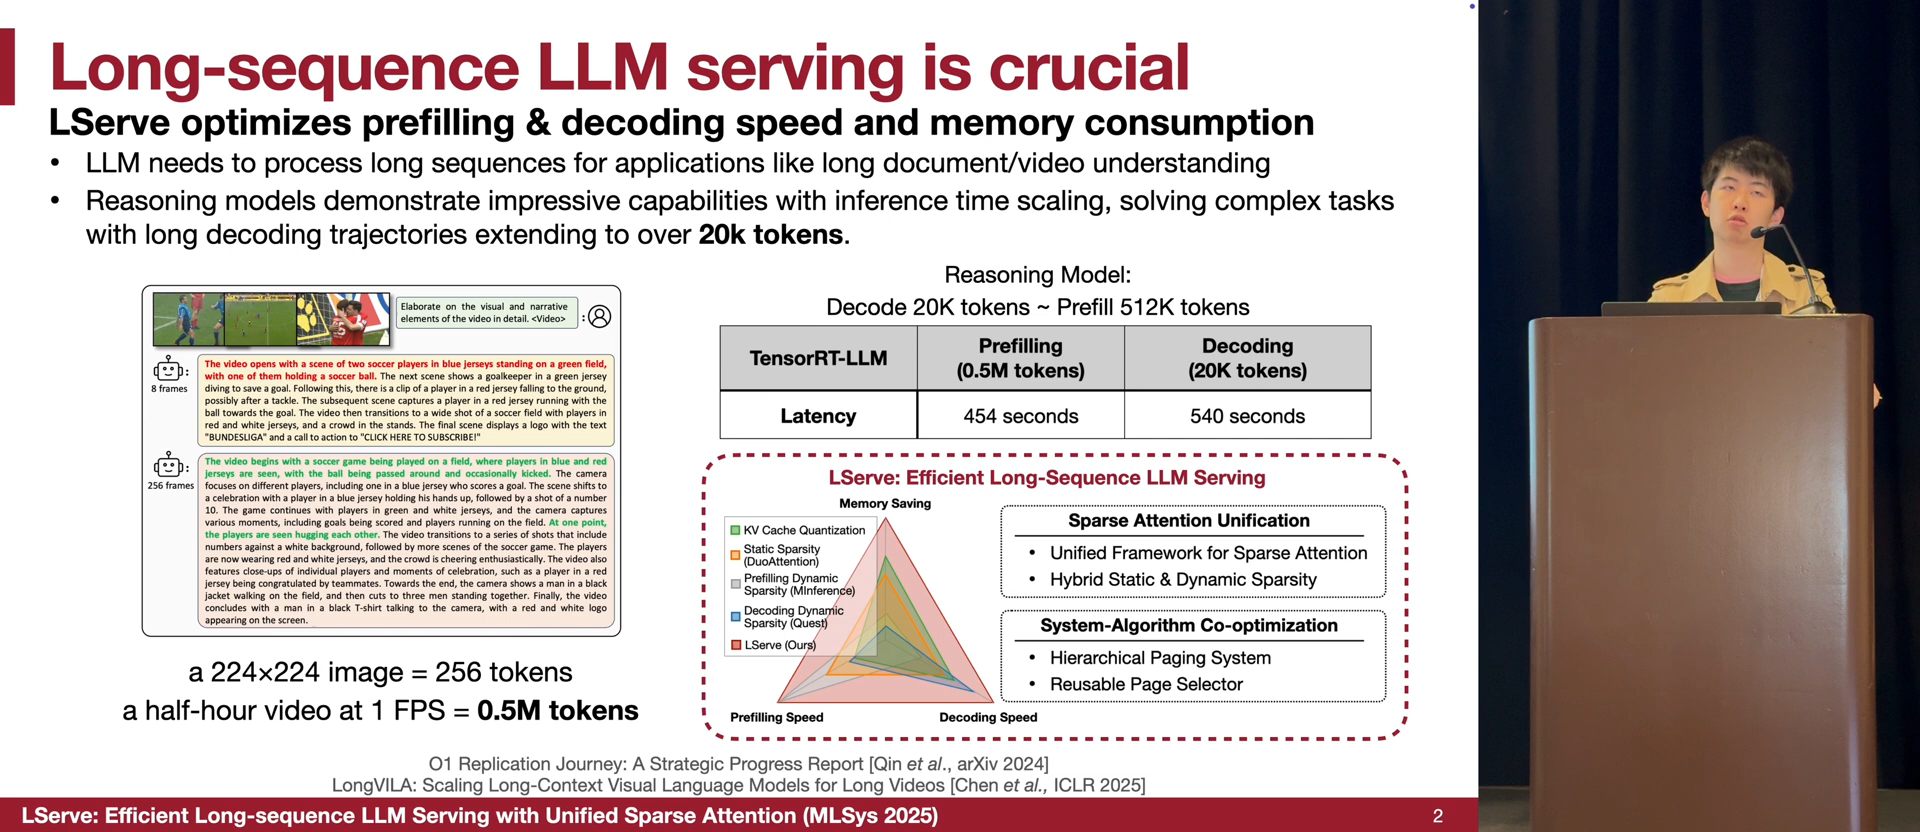 Long-sequence LLM serving is crucial
LServe optimizes prefilling & decoding speed and memory consumption
• LLM needs to process long sequences for applications like long document/video understanding
• Reasoning models demonstrate impressive capabilities with inference time scaling, solving complex tasks
with long decoding trajectories extending to over 20k tokens.
Elaborate on the visual and narrative
elements of the video in detail. <Video>
:
8 frames
The video opens with a scene of two soccer players in blue jerseys standing on a green field,
with one of them holding a soccer ball. The next scene shows a goalkeeper in a green jersey
diving to save a goal. Following this, there is a clip of a player in a red jersey falling to the ground,
possibly after a tackle. The subsequent scene captures a player in a red jersey running with the
ball towards the goal. The video then transitions to a wide shot of a soccer field with players in
red and white jerseys, and a crowd in the stands. The final scene displays a logo with the text
"BUNDESLIGA" and a call to action to "CLICK HERE TO SUBSCRIBE!"
:
256 frames
The video begins with a soccer game being played on a field, where players in blue and red
jerseys are seen, with the ball being passed around and occasionally kicked. The camera
focuses on different players, including one in a blue jersey who scores a goal. The scene shifts to
a celebration with a player in a blue jersey holding his hands up, followed by a shot of a number
10. The game continues with players in green and white jerseys, and the camera captures
various moments, including goals being scored and players running on the field. At one point,
the players are seen hugging each other. The video transitions to a series of shots that include
numbers against a white background, followed by more scenes of the soccer game. The players
are now wearing red and white jerseys, and the crowd is cheering enthusiastically. The video also
features close-ups of individual players and moments of celebration, such as a player in a red
jersey being congratulated by teammates. Towards the end, the camera shows a man in a black
jacket walking on the field, and then cuts to three men standing together. Finally, the video
concludes with a man in a black T-shirt talking to the camera, with a red and white logo
appearing on the screen.
a 224×224 image = 256 tokens
a half-hour video at 1 FPS = 0.5M tokens
Reasoning Model:
Decode 20K tokens ~ Prefill 512K tokens
TensorRT-LLM
Prefilling
(0.5M tokens)
Decoding
(20K tokens)
Latency
454 seconds
540 seconds
LServe: Efficient Long-Sequence LLM Serving
Memory Saving
KV Cache Quantization
Static Sparsity
(DuoAttention)
Prefilling Dynamic
Sparsity (MInference)
Decoding Dynamic
Sparsity (Quest)
LServe (Ours)
Prefilling Speed
Decoding Speed
Sparse Attention Unification
• Unified Framework for Sparse Attention
• Hybrid Static & Dynamic Sparsity
System-Algorithm Co-optimization
• Hierarchical Paging System
• Reusable Page Selector
O1 Replication Journey: A Strategic Progress Report [Qin et al., arXiv 2024]
LongVILA: Scaling Long-Context Visual Language Models for Long Videos [Chen et al., ICLR 2025]
LServe: Efficient Long-sequence LLM Serving with Unified Sparse Attention (MLSys 2025)
2